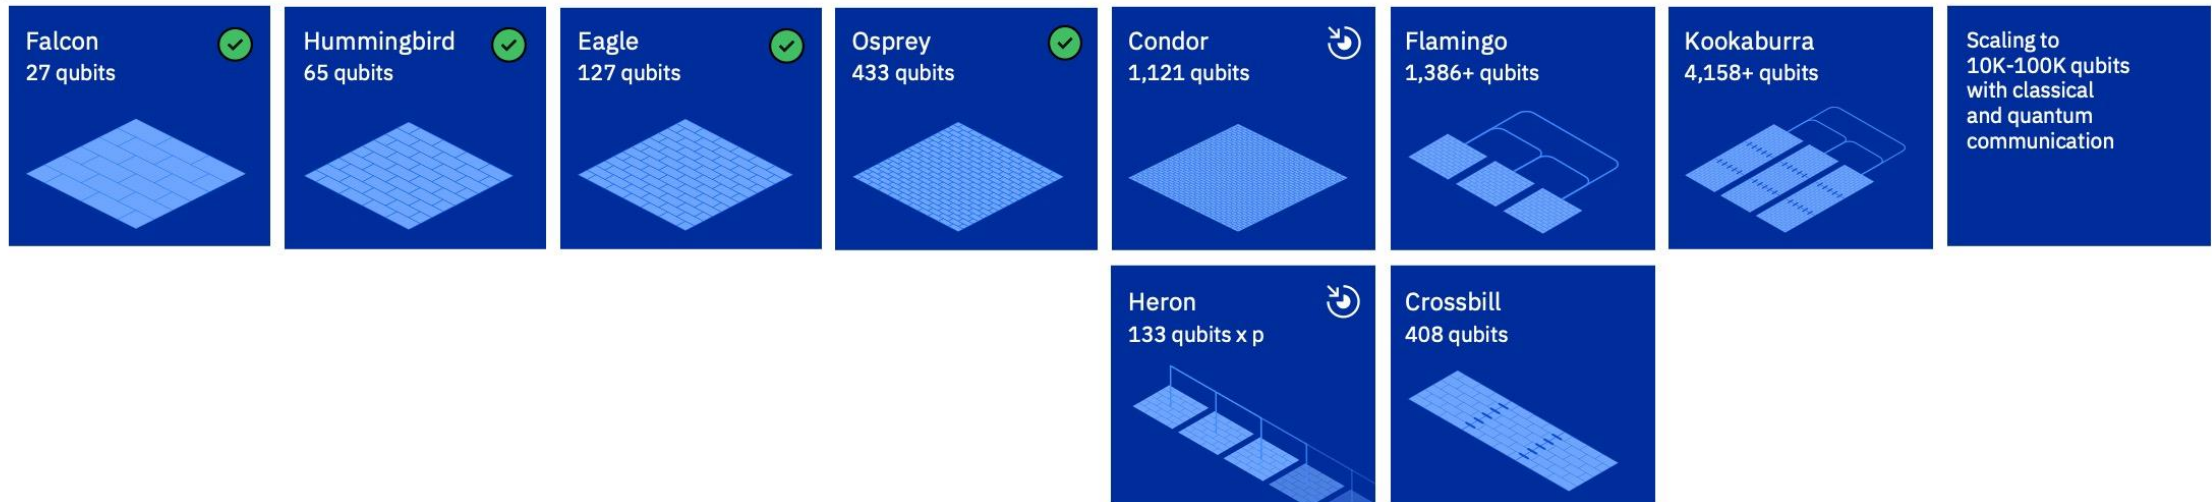 Falcon
27 qubits
Hummingbird
65 qubits
Eagle
127 qubits
Osprey
433 qubits
Condor
1,121 qubits
Flamingo
1,386+ qubits
Kookaburra
4,158+ qubits
Scaling to
10K-100K qubits
with classical
and quantum
communication
Heron
133 qubits x p
Crossbill
408 qubits